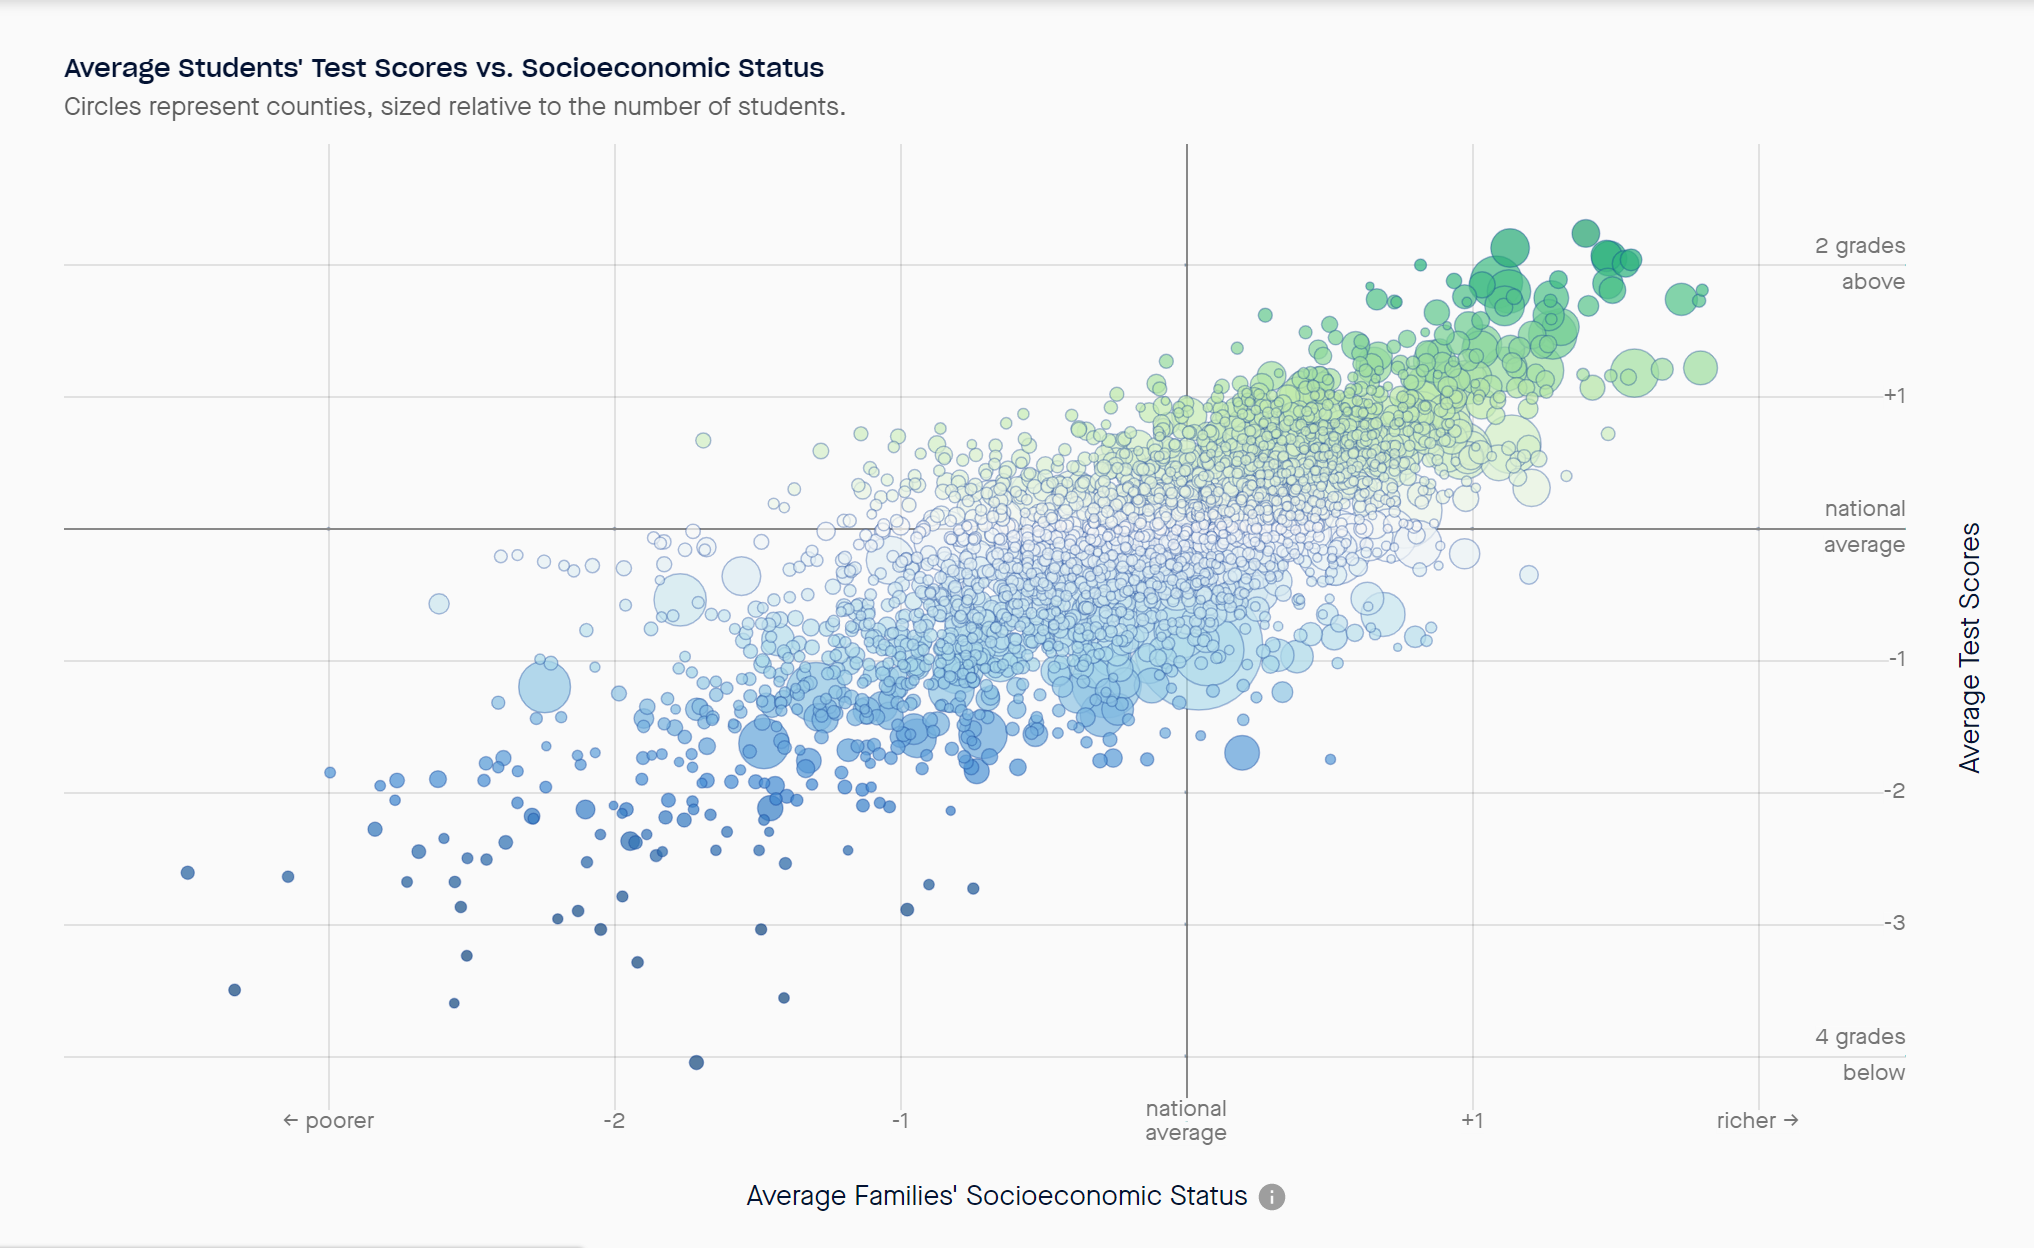 Average Students' Test Scores vs. Socioeconomic Status
Circles represent counties, sized relative to the number of students.
2 grades
above
+1
national
average
-1
-2
-3
4 grades
below
Average Test Scores
← poorer
-2
-1
national
average
+1
richer →
Average Families' Socioeconomic Status i